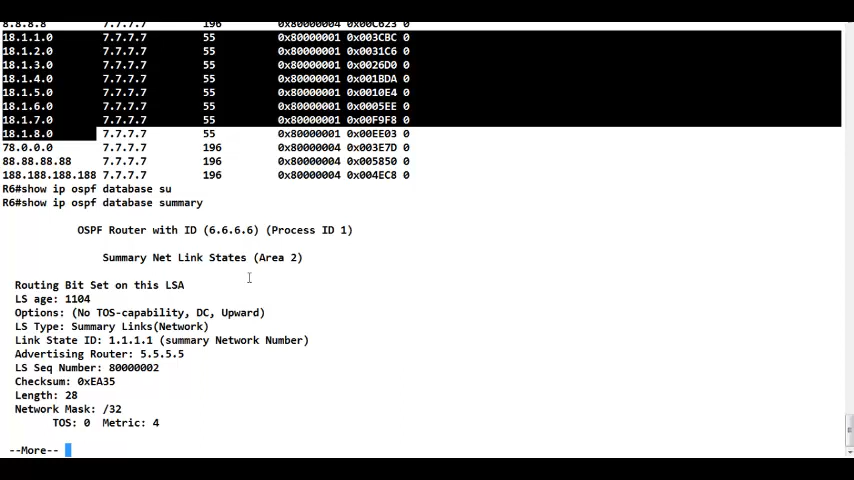 8.8.8.8 7.7.7.7 196 0x80000004 0x00C623 0
18.1.1.0 7.7.7.7 55 0x80000001 0x003CBC 0
18.1.2.0 7.7.7.7 55 0x80000001 0x0031C6 0
18.1.3.0 7.7.7.7 55 0x80000001 0x0026D0 0
18.1.4.0 7.7.7.7 55 0x80000001 0x001BDA 0
18.1.5.0 7.7.7.7 55 0x80000001 0x0010E4 0
18.1.6.0 7.7.7.7 55 0x80000001 0x0005EE 0
18.1.7.0 7.7.7.7 55 0x80000001 0x00F9F8 0
18.1.8.0 7.7.7.7 55 0x80000001 0x00EE03 0
78.0.0.0 7.7.7.7 196 0x80000004 0x003E7D 0
88.88.88.88 7.7.7.7 196 0x80000004 0x005850 0
188.188.188.188 7.7.7.7 196 0x80000004 0x004EC8 0
R6#show ip ospf database su
R6#show ip ospf database summary
OSPF Router with ID (6.6.6.6) (Process ID 1)
Summary Net Link States (Area 2)
Routing Bit Set on this LSA
LS age: 1104
Options: (No TOS-capability, DC, Upward)
LS Type: Summary Links(Network)
Link State ID: 1.1.1.1 (summary Network Number)
Advertising Router: 5.5.5.5
LS Seq Number: 80000002
Checksum: 0xEA35
Length: 28
Network Mask: /32
TOS: 0 Metric: 4
--More--